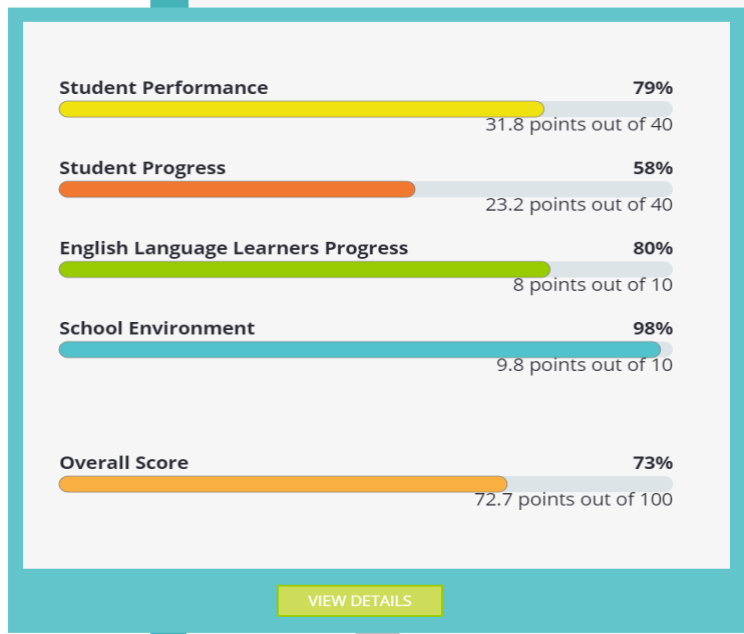 Student Performance 79%
31.8 points out of 40
Student Progress 58%
23.2 points out of 40
English Language Learners Progress 80%
8 points out of 10
School Environment 98%
9.8 points out of 10
Overall Score 73%
72.7 points out of 100
VIEW DETAILS